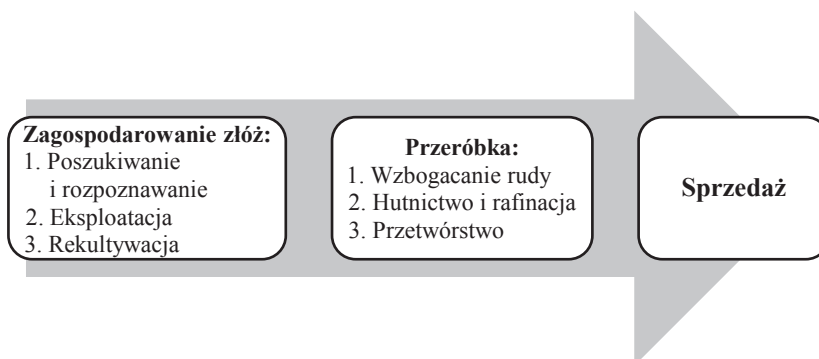 Zagospodarowanie złóż:
1. Poszukiwanie
i rozpoznawanie
2. Eksploatacja
3. Rekultywacja
Przeróbka:
1. Wzbogacanie rudy
2. Hutnictwo i rafinacja
3. Przetwórstwo
Sprzedaż